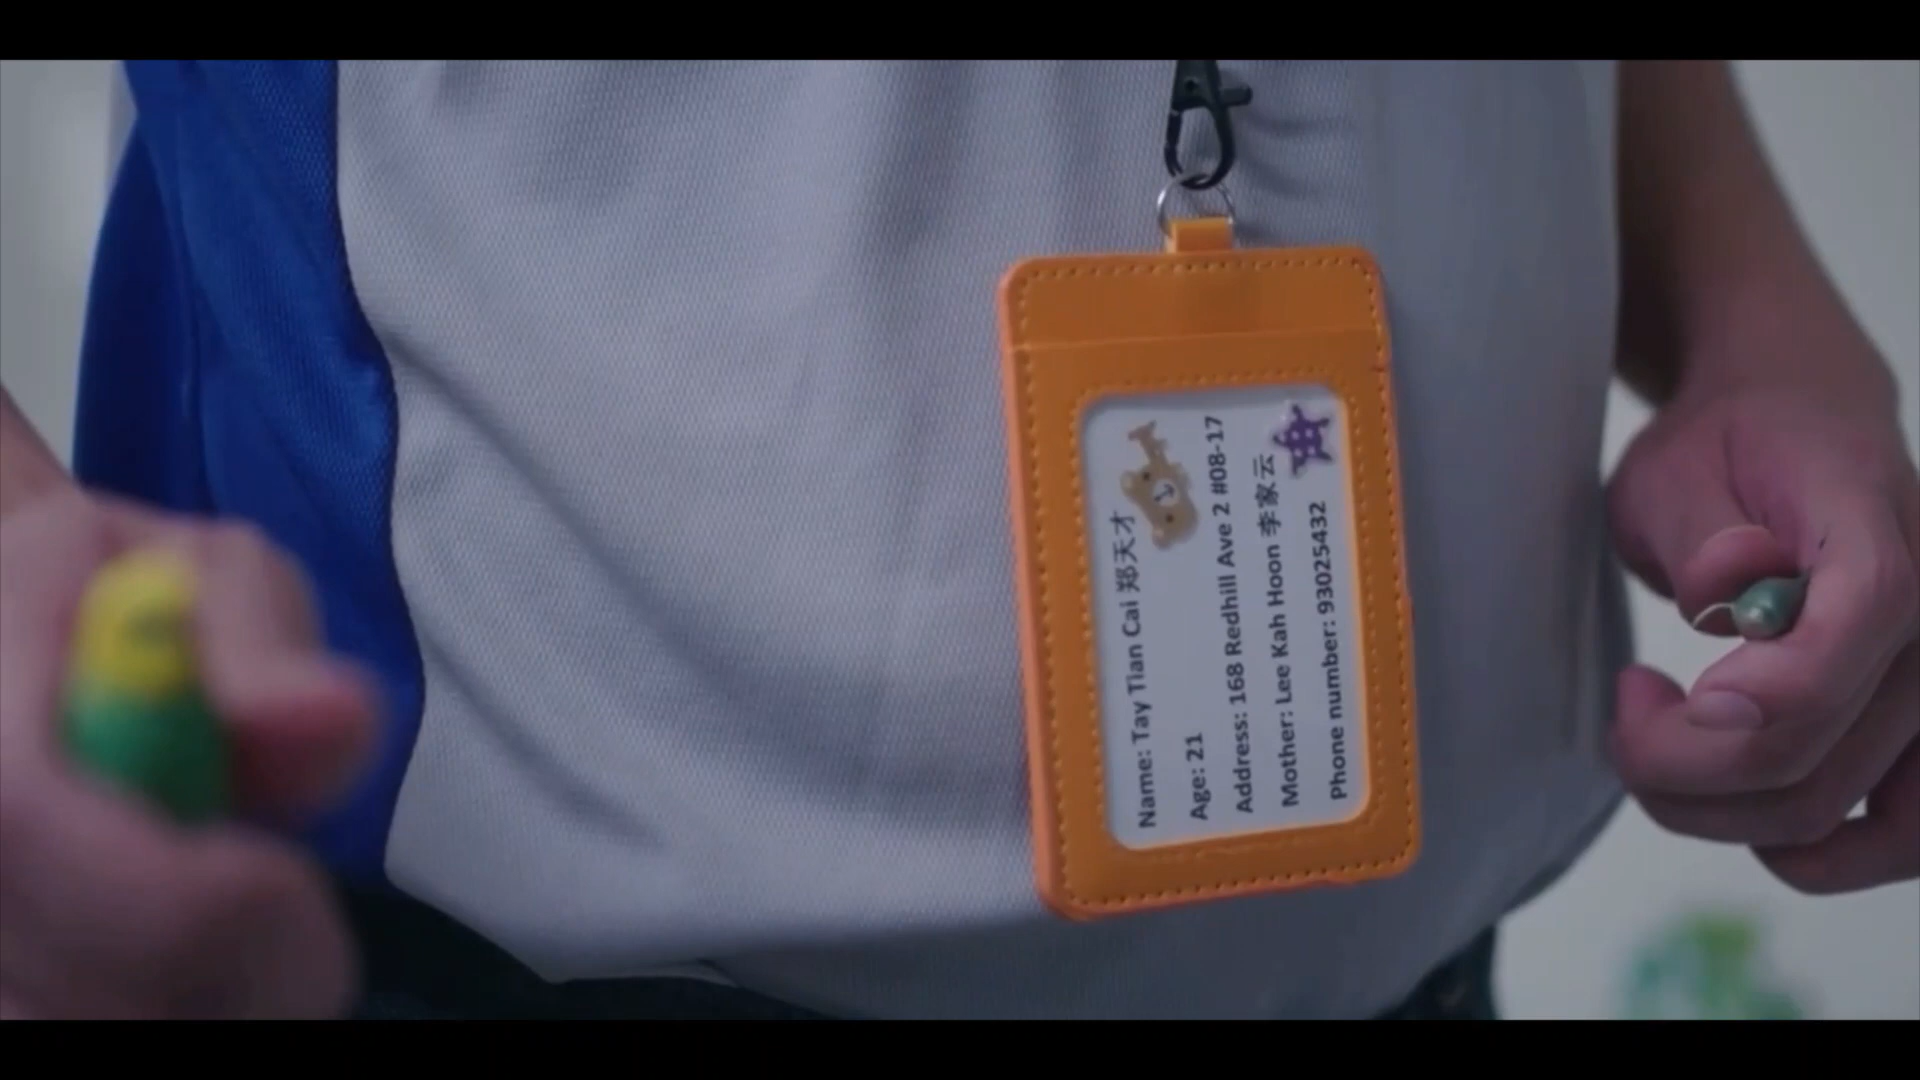 Name: Tay Tian Cai 郑天才
Age: 21
Address: 168 Redhill Ave 2 #08-17
Mother: Lee Kah Hoon 李家云
Phone number: 93025432